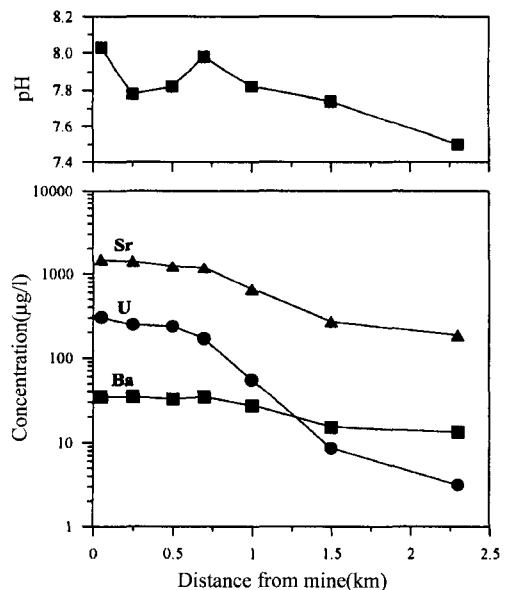 8.2
8.0
7.8
7.6
7.4
pH
10000
1000
100
10
1
Concentration(µg/l)
Sr
U
Ba
0 0.5 1 1.5 2 2.5
Distance from mine(km)